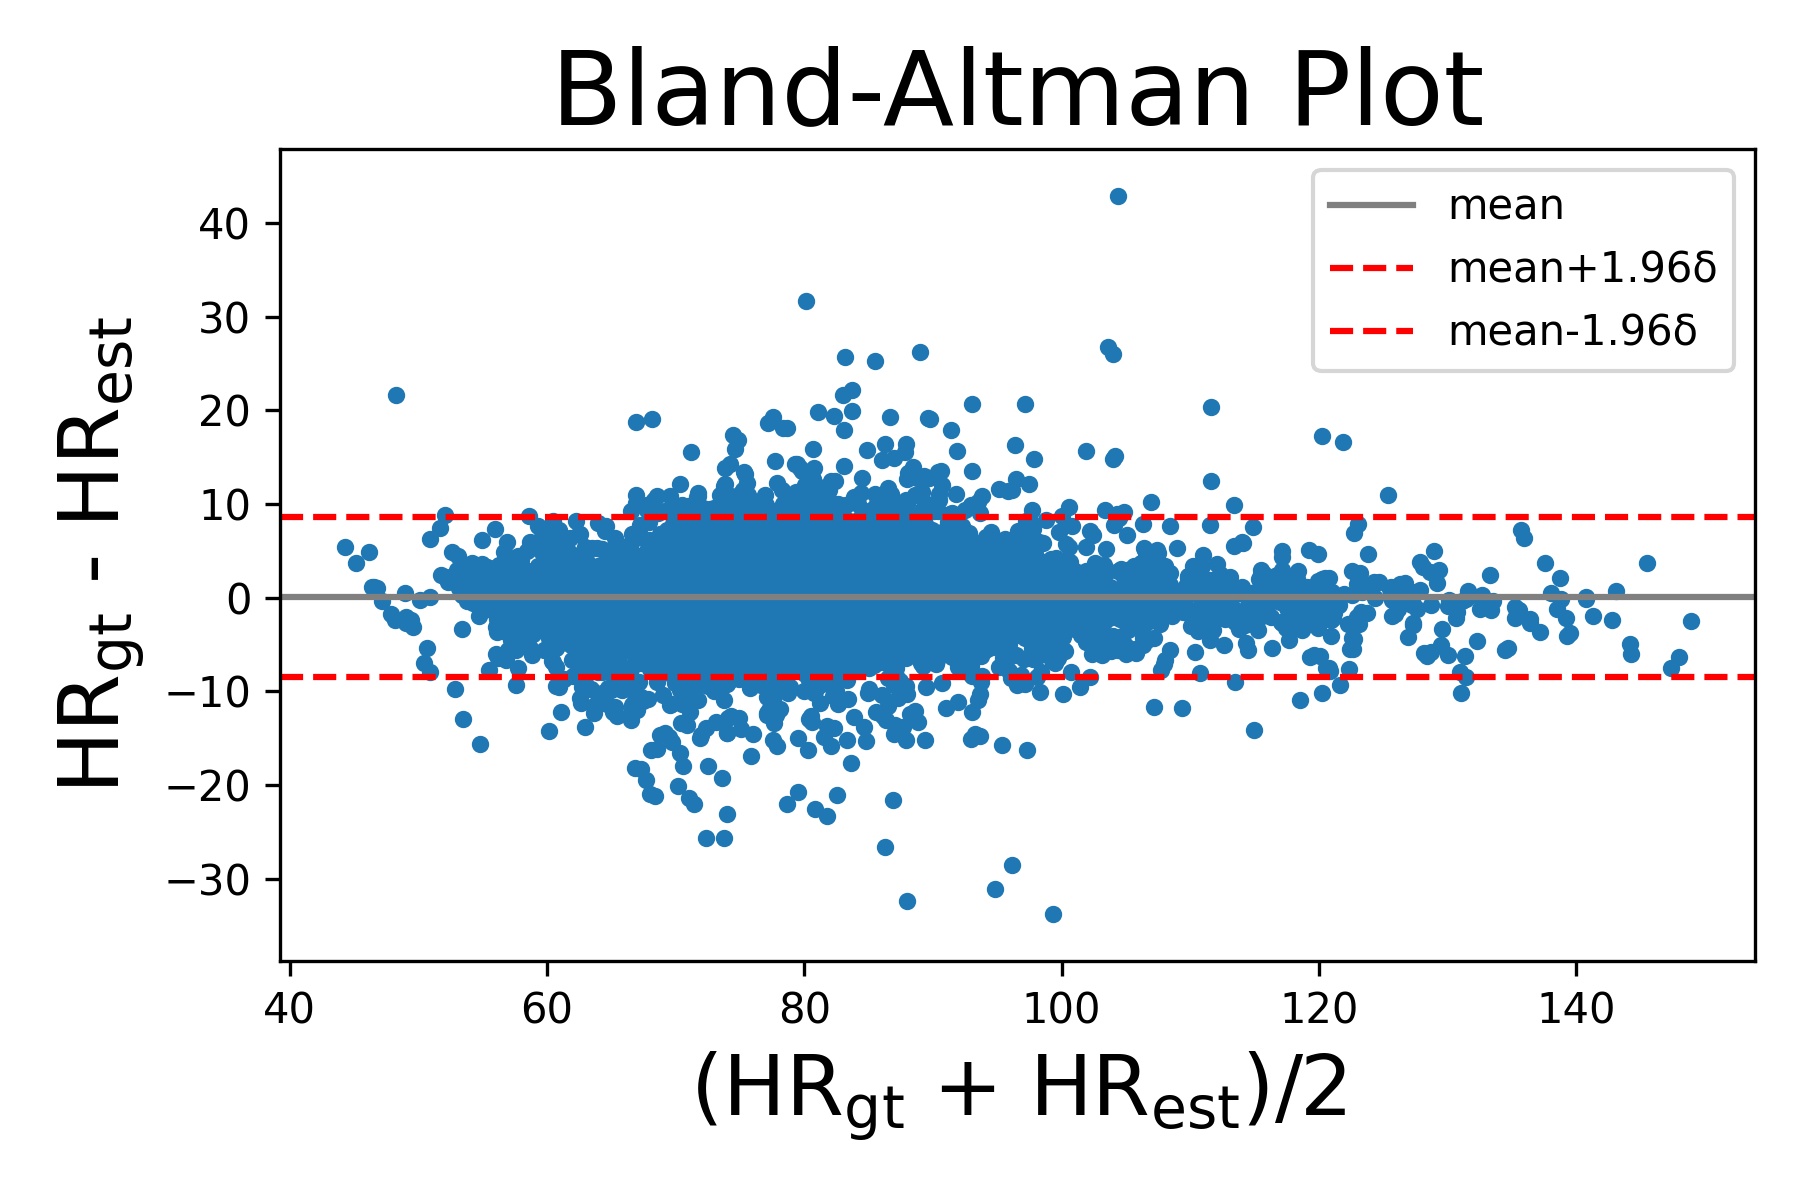 Bland-Altman Plot
mean
mean+1.96δ
mean-1.96δ
HRgt - HRest
40
30
20
10
0
−10
−20
−30
40 60 80 100 120 140
(HRgt + HRest)/2